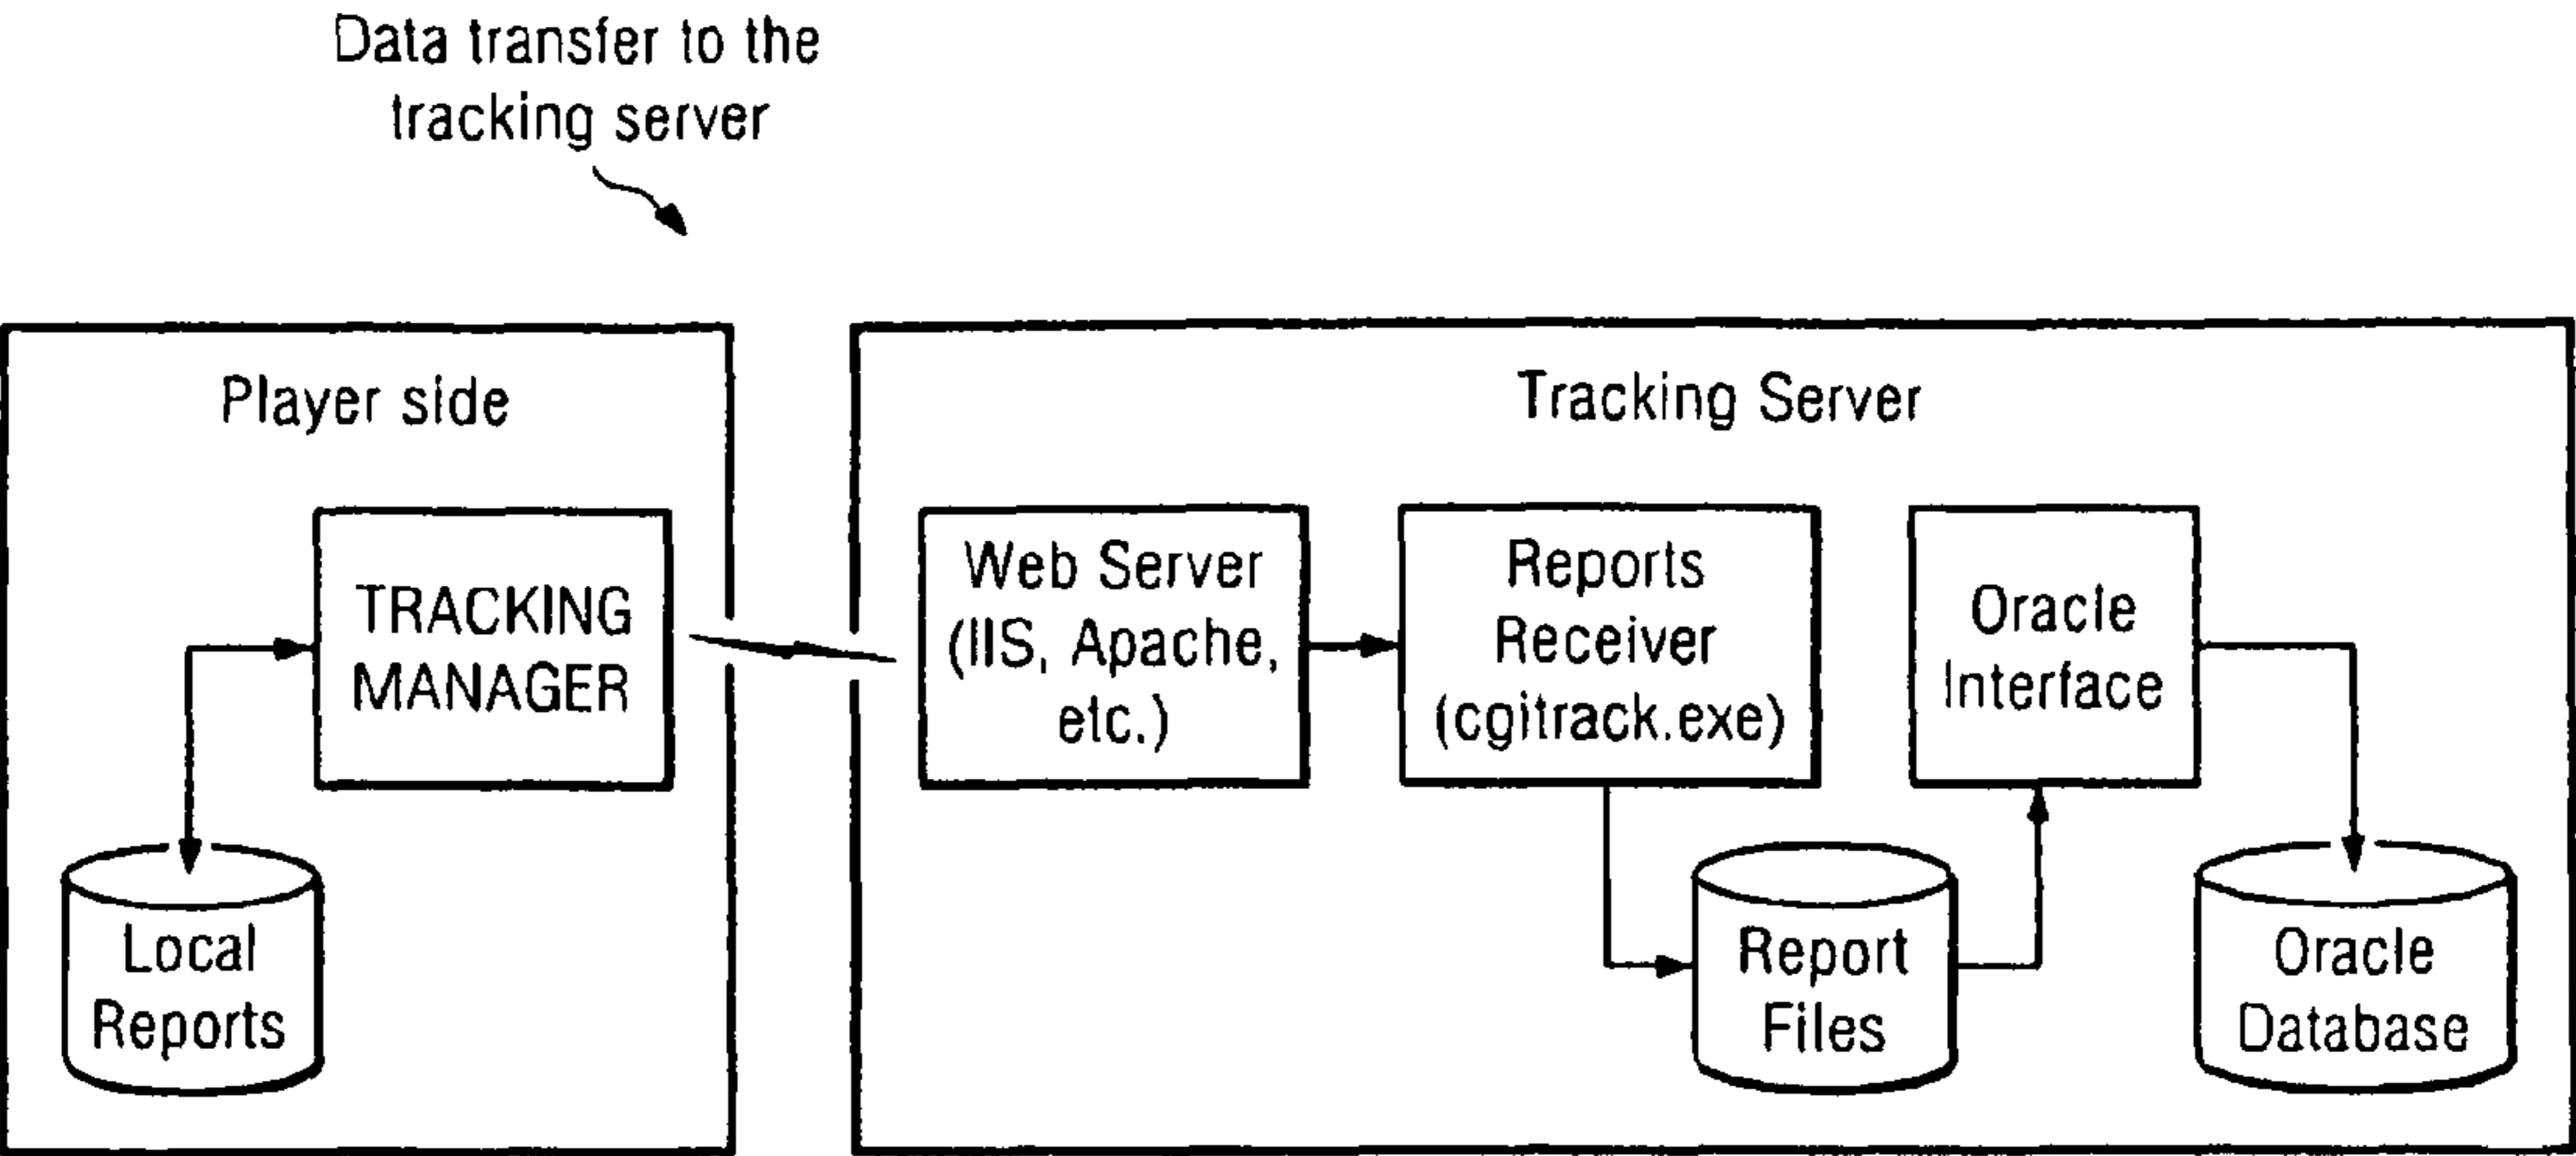 Data transfer to the
tracking server
Player side
TRACKING
MANAGER
Local
Reports
Tracking Server
Web Server
(IIS, Apache,
etc.)
Reports
Receiver
(cgitrack.exe)
Oracle
Interface
Report
Files
Oracle
Database